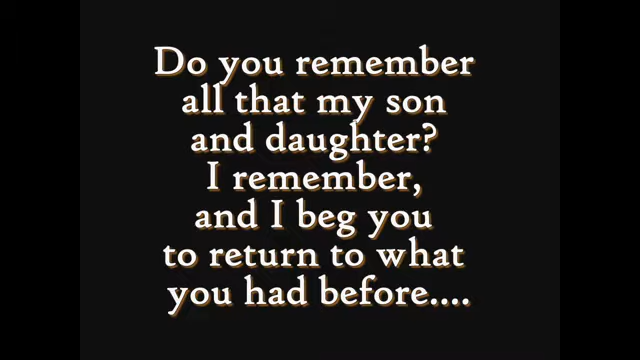 Do you remember
all that my son
and daughter?
I remember,
and I beg you
to return to what
you had before....